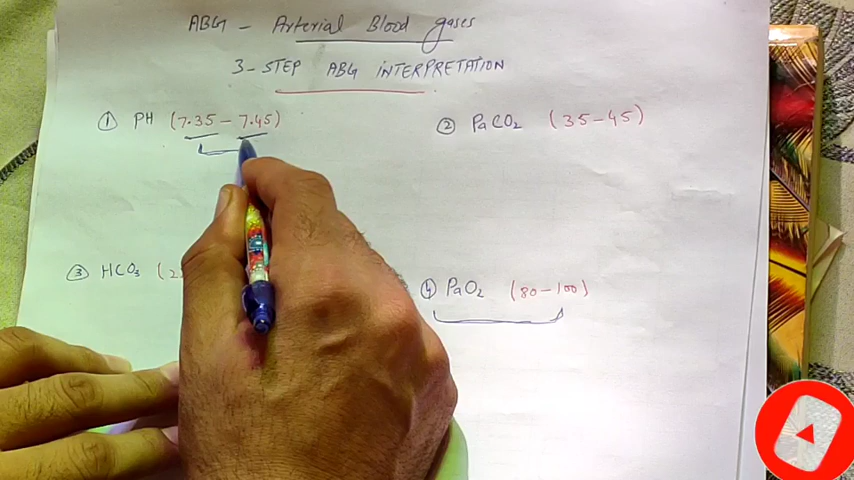 ABG - Arterial Blood gases
3-STEP ABG INTERPRETATION
① PH (7.35 - 7.45)
② PaCO₂ (35-45)
③ HCO₃
④ PaO₂ (80-100)